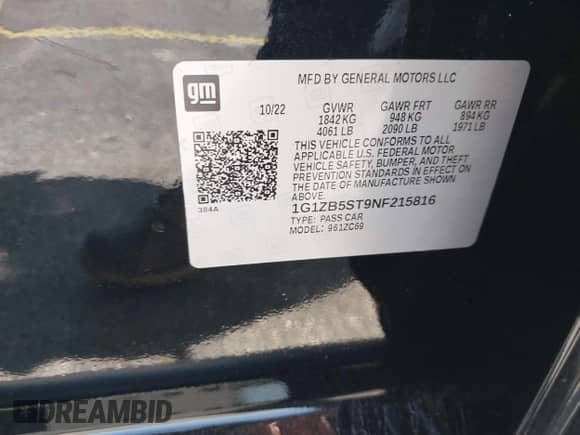 gm
MFD BY GENERAL MOTORS LLC
10/22 GVWR GAWR FRT GAWR RR
1842 KG 948 KG 894 KG
4061 LB 2090 LB 1971 LB
THIS VEHICLE CONFORMS TO ALL
APPLICABLE U.S. FEDERAL MOTOR
VEHICLE SAFETY, BUMPER, AND THEFT
PREVENTION STANDARDS IN EFFECT ON
THE DATE OF MANUFACTURE SHOWN
ABOVE.
384A
1G1ZB5ST9NF215816
TYPE: PASS CAR
MODEL: 961ZC69
DREAMBID